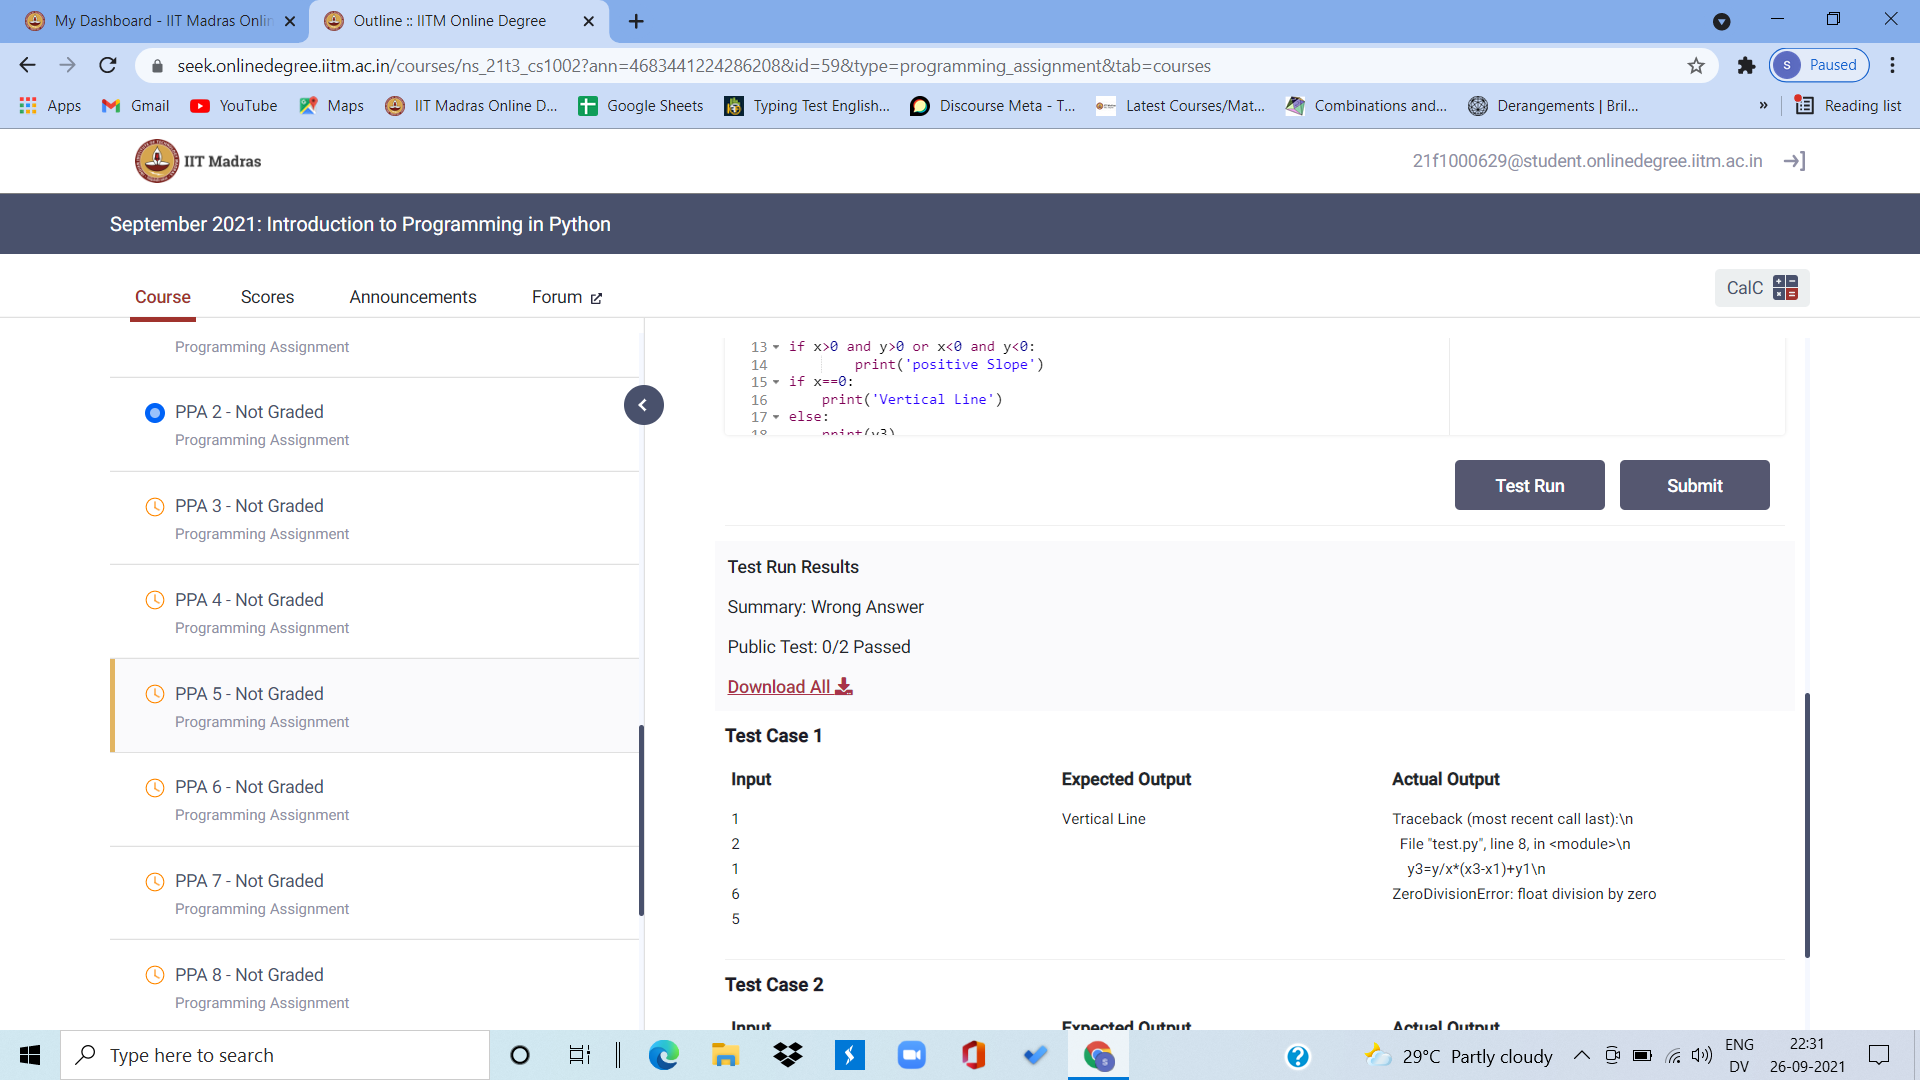 My Dashboard - IIT Madras Onlin
Outline :: IITM Online Degree
seek.onlinedegree.iitm.ac.in/courses/ns_21t3_cs1002?ann=4683441224286208&id=59&type=programming_assignment&tab=courses
S Paused
Apps Gmail YouTube Maps IIT Madras Online D... Google Sheets Typing Test English... Discourse Meta - T... Latest Courses/Mat... Combinations and... Derangements | Bril... » Reading list
IIT Madras
21f1000629@student.onlinedegree.iitm.ac.in
September 2021: Introduction to Programming in Python
Course Scores Announcements Forum
CalC
Programming Assignment
PPA 2 - Not Graded
Programming Assignment
PPA 3 - Not Graded
Programming Assignment
PPA 4 - Not Graded
Programming Assignment
PPA 5 - Not Graded
Programming Assignment
PPA 6 - Not Graded
Programming Assignment
PPA 7 - Not Graded
Programming Assignment
PPA 8 - Not Graded
Programming Assignment
13 if x>0 and y>0 or x<0 and y<0:
14 print('positive Slope')
15 if x==0:
16 print('Vertical Line')
17 else:
18 print(y3)
Test Run
Submit
Test Run Results
Summary: Wrong Answer
Public Test: 0/2 Passed
Download All
Test Case 1
Input Expected Output Actual Output
1 Vertical Line Traceback (most recent call last):\n
2 File "test.py", line 8, in <module>\n
1 y3=y/x*(x3-x1)+y1\n
6 ZeroDivisionError: float division by zero
5
Test Case 2
Input Expected Output Actual Output
Type here to search
29°C Partly cloudy
ENG
DV
22:31
26-09-2021